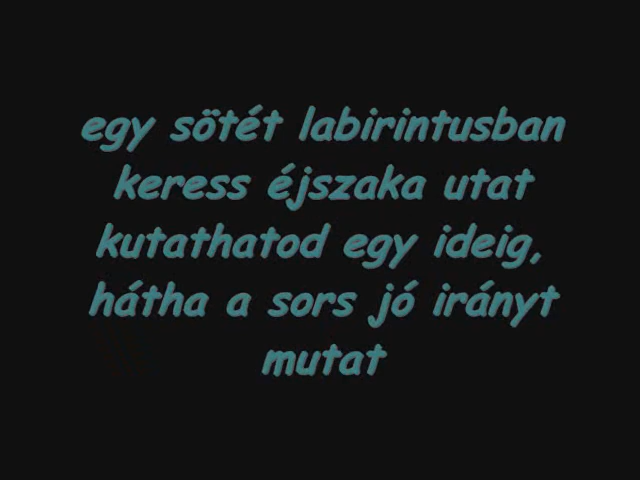 egy sötét labirintusban
keress éjszaka utat
kutathatod egy ideig,
hátha a sors jó irányt
mutat